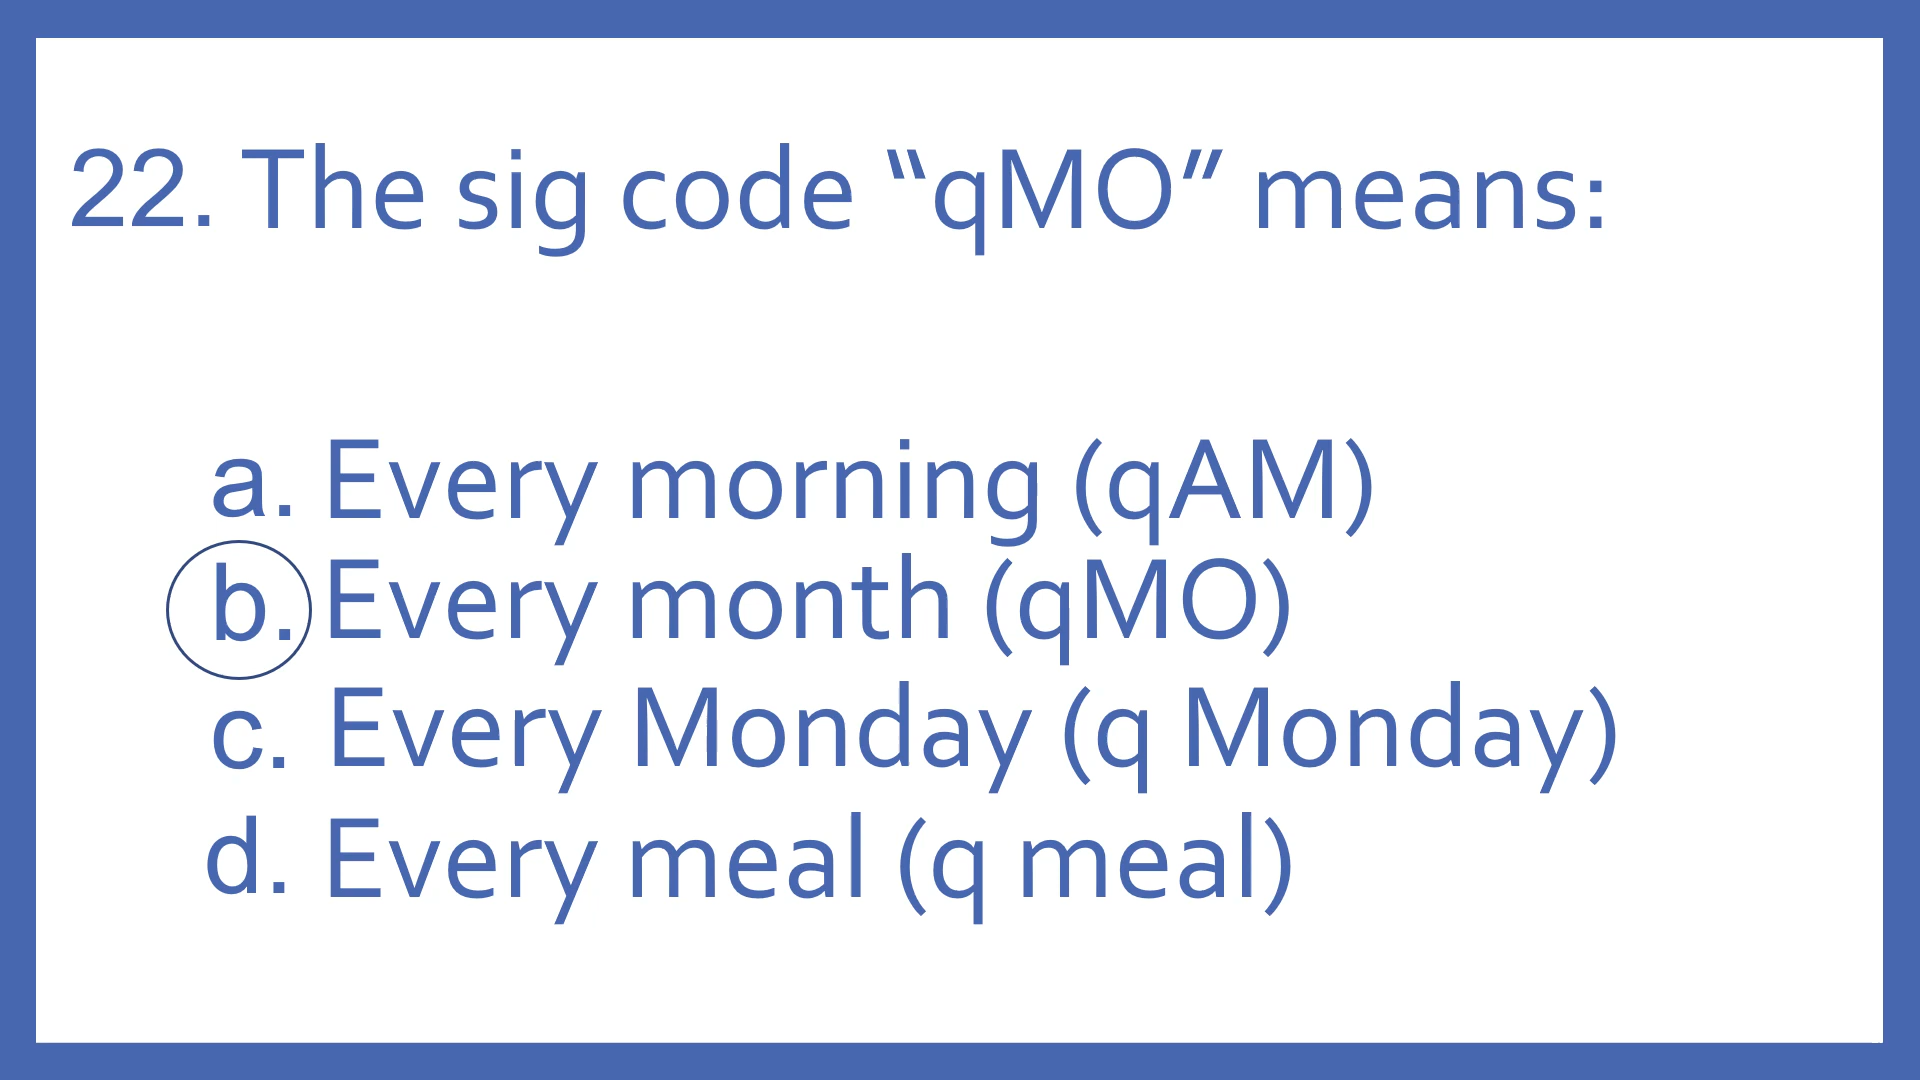 22. The sig code “qMO” means:
a. Every morning (qAM)
b. Every month (qMO)
c. Every Monday (q Monday)
d. Every meal (q meal)